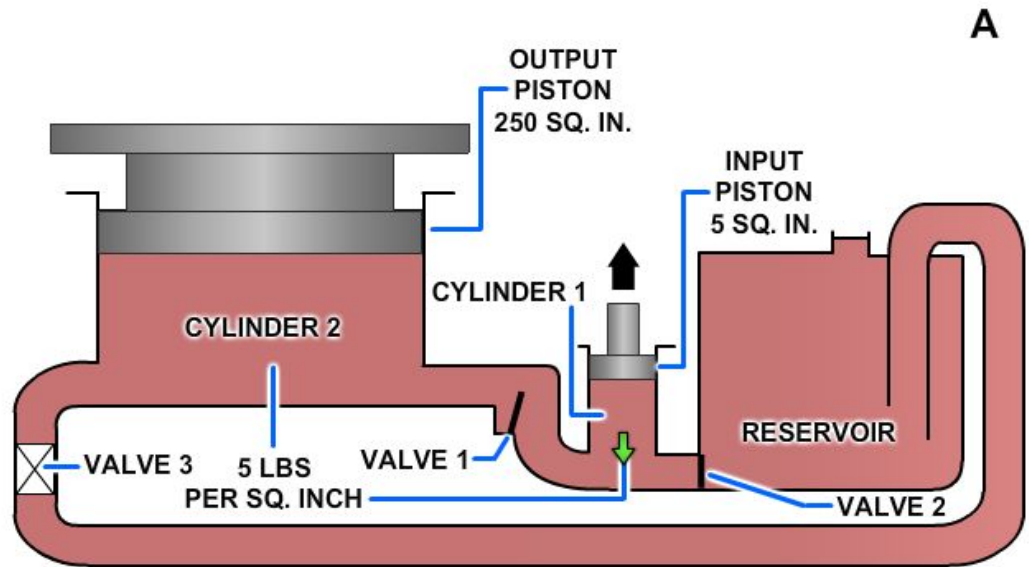 A
OUTPUT
PISTON
250 SQ. IN.
INPUT
PISTON
5 SQ. IN.
CYLINDER 1
CYLINDER 2
RESERVOIR
VALVE 3
5 LBS
PER SQ. INCH
VALVE 1
VALVE 2